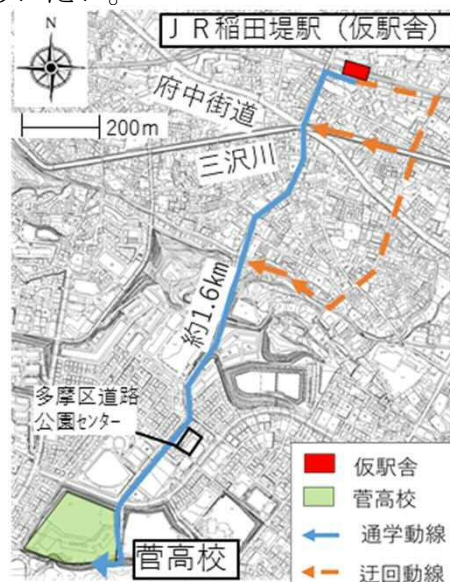 JR稲田堤駅（仮駅舎）
N
200m
府中街道
三沢川
約1.6km
多摩区道路
公園センター
菅高校
仮駅舎
菅高校
通学動線
迂回動線